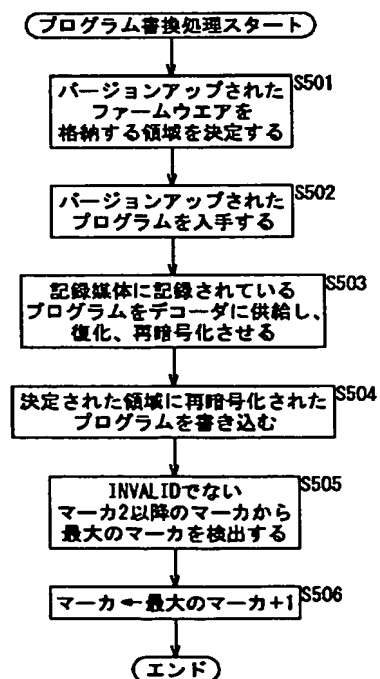 プログラム書換処理スタート
S501
バージョンアップされた
ファームウエアを
格納する領域を決定する
S502
バージョンアップされた
プログラムを入手する
S503
記録媒体に記録されている
プログラムをデコーダに供給し、
復化、再暗号化させる
S504
決定された領域に再暗号化された
プログラムを書き込む
S505
INVALIDでない
マーカ2以降のマーカから
最大のマーカを検出する
S506
マーカ←最大のマーカ+1
エンド